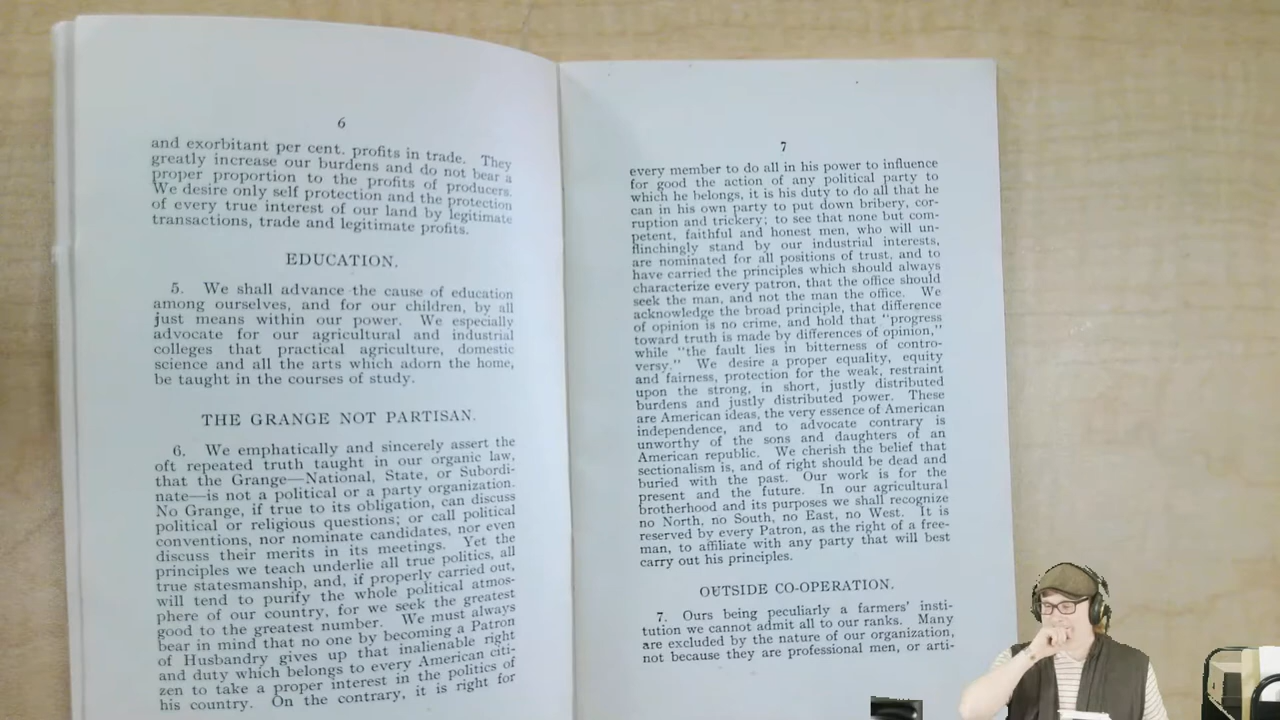 6
and exorbitant per cent. profits in trade. They
greatly increase our burdens and do not bear a
proper proportion to the profits of producers.
We desire only self protection and the protection
of every true interest of our land by legitimate
transactions, trade and legitimate profits.
EDUCATION.
5. We shall advance the cause of education
among ourselves, and for our children, by all
just means within our power. We especially
advocate for our agricultural and industrial
colleges that practical agriculture, domestic
science and all the arts which adorn the home,
be taught in the courses of study.
THE GRANGE NOT PARTISAN.
6. We emphatically and sincerely assert the
oft repeated truth taught in our organic law,
that the Grange—National, State, or Subordi-
nate—is not a political or a party organization.
No Grange, if true to its obligation, can discuss
political or religious questions; or call political
conventions, nor nominate candidates, nor even
discuss their merits in its meetings. Yet the
principles we teach underlie all true politics, all
true statesmanship, and, if properly carried out,
will tend to purify the whole political atmos-
phere of our country, for we seek the greatest
good to the greatest number. We must always
bear in mind that no one by becoming a Patron
of Husbandry gives up that inalienable right
and duty which belongs to every American citi-
zen to take a proper interest in the politics of
his country. On the contrary, it is right for
7
every member to do all in his power to influence
for good the action of any political party to
which he belongs, it is his duty to do all that he
can in his own party to put down bribery, cor-
ruption and trickery; to see that none but com-
petent, faithful and honest men, who will un-
flinchingly stand by our industrial interests,
are nominated for all positions of trust, and to
have carried the principles which should always
characterize every patron, that the office should
seek the man, and not the man the office. We
acknowledge the broad principle, that difference
of opinion is no crime, and hold that "progress
toward truth is made by differences of opinion,"
while "the fault lies in bitterness of contro-
versy." We desire a proper equality, equity
and fairness, protection for the weak, restraint
upon the strong, in short, justly distributed
burdens and justly distributed power. These
are American ideas, the very essence of American
independence, and to advocate contrary is
unworthy of the sons and daughters of an
American republic. We cherish the belief that
sectionalism is, and of right should be dead and
buried with the past. Our work is for the
present and the future. In our agricultural
brotherhood and its purposes we shall recognize
no North, no South, no East, no West. It is
reserved by every Patron, as the right of a free-
man, to affiliate with any party that will best
carry out his principles.
OUTSIDE CO-OPERATION.
7. Ours being peculiarly a farmers' insti-
tution we cannot admit all to our ranks. Many
are excluded by the nature of our organization,
not because they are professional men, or arti-